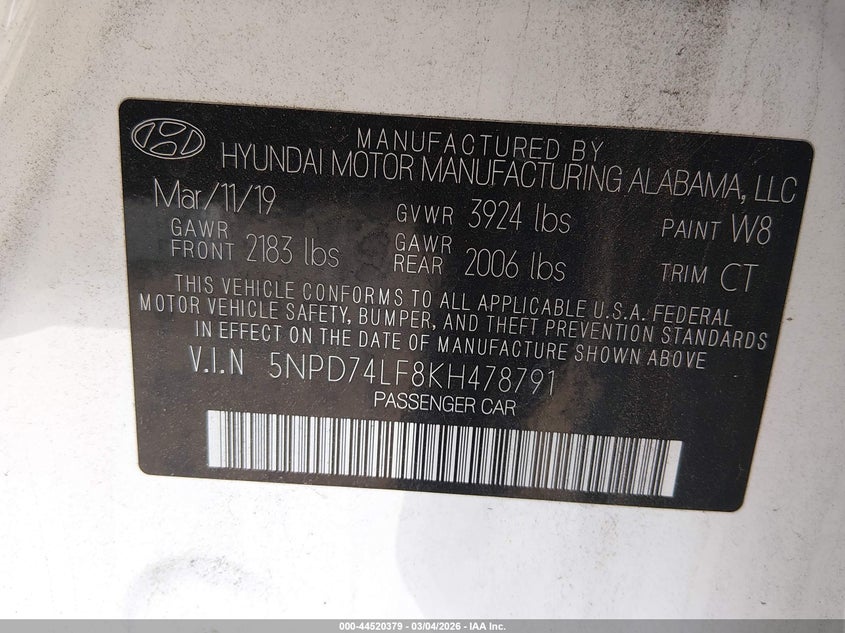 MANUFACTURED BY
HYUNDAI MOTOR MANUFACTURING ALABAMA, LLC
Mar/11/19 GVWR 3924 lbs PAINT W8
GAWR FRONT 2183 lbs GAWR REAR 2006 lbs TRIM CT
THIS VEHICLE CONFORMS TO ALL APPLICABLE U.S.A. FEDERAL
MOTOR VEHICLE SAFETY, BUMPER, AND THEFT PREVENTION STANDARDS
IN EFFECT ON THE DATE OF MANUFACTURE SHOWN ABOVE
V.I.N 5NPD74LF8KH478791
PASSENGER CAR
000-44520379 - 03/04/2026 - IAA Inc.